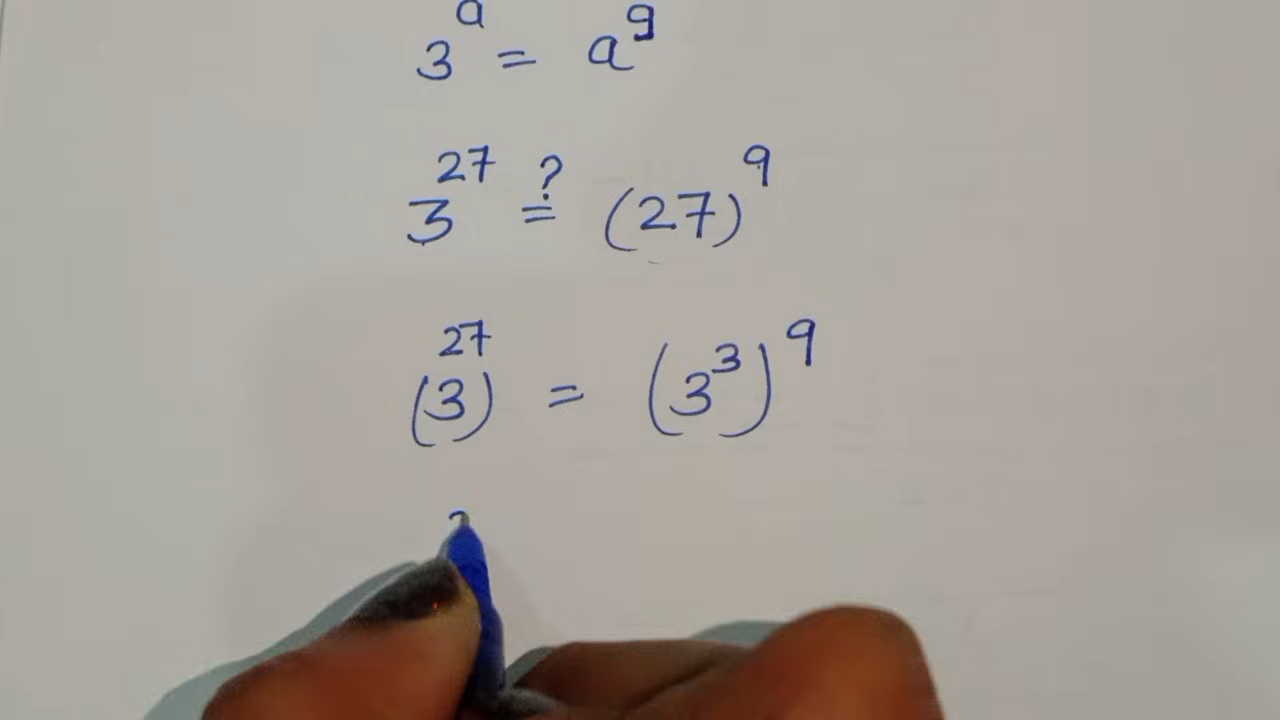 3^a = a^9
3^27 ≟ (27)^9
(3)^27 = (3^3)^9